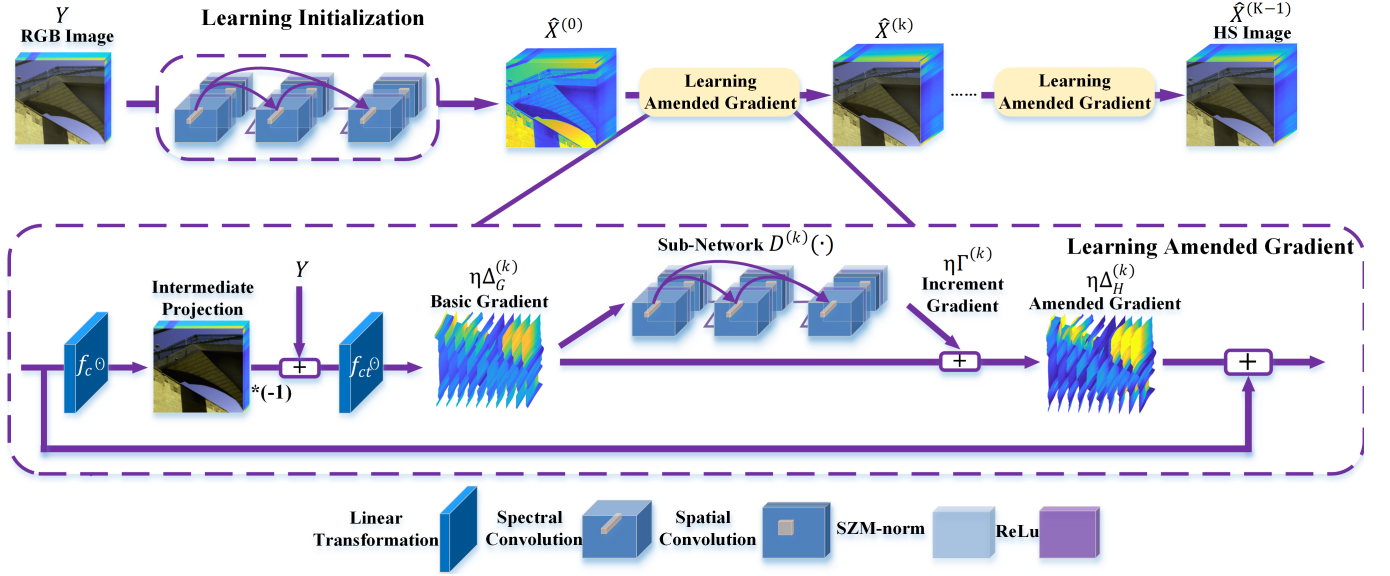 Y
RGB Image
Learning Initialization
X̂⁽⁰⁾
Learning
Amended Gradient
X̂⁽ᵏ⁾
......
Learning
Amended Gradient
X̂⁽ᴷ⁻¹⁾
HS Image
Learning Amended Gradient
Intermediate
Projection
Y
ηΔ_G^(k)
Basic Gradient
Sub-Network D⁽ᵏ⁾(·)
ηΓ⁽ᵏ⁾
Increment
Gradient
ηΔ_H^(k)
Amended Gradient
f_c()
*(-1)
+
f_ct()
+
+
Linear
Transformation
Spectral
Convolution
Spatial
Convolution
SZM-norm
ReLu